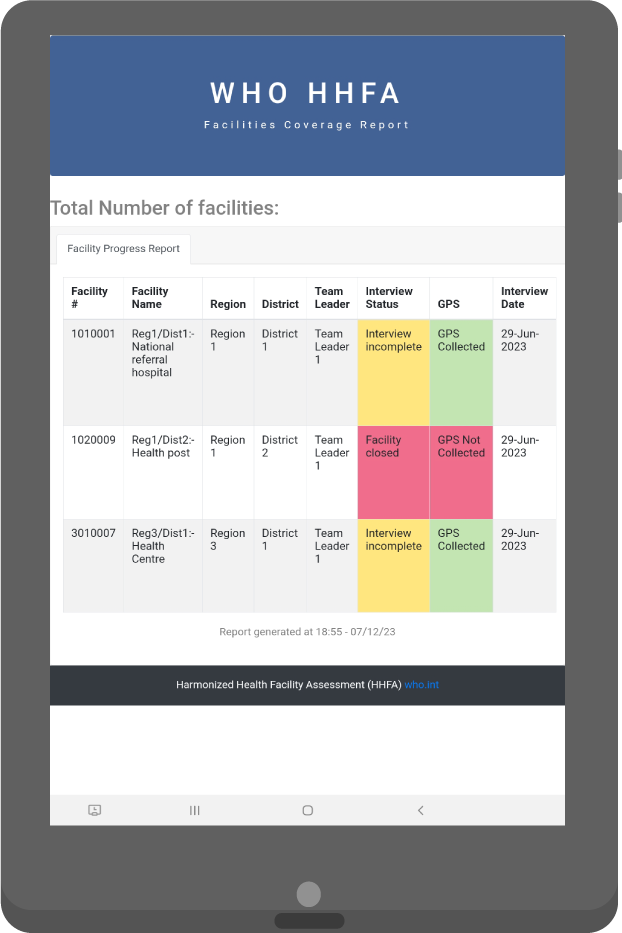 WHO HHFA
Facilities Coverage Report
Total Number of facilities:
Facility Progress Report
Facility # Facility Name Region District Team Leader Interview Status GPS Interview Date
1010001 Reg1/Dist1:- National referral hospital Region 1 District 1 Team Leader 1 Interview incomplete GPS Collected 29-Jun-2023
1020009 Reg1/Dist2:- Health post Region 1 District 2 Team Leader 1 Facility closed GPS Not Collected 29-Jun-2023
3010007 Reg3/Dist1:- Health Centre Region 3 District 1 Team Leader 1 Interview incomplete GPS Collected 29-Jun-2023
Report generated at 18:55 - 07/12/23
Harmonized Health Facility Assessment (HHFA) who.int